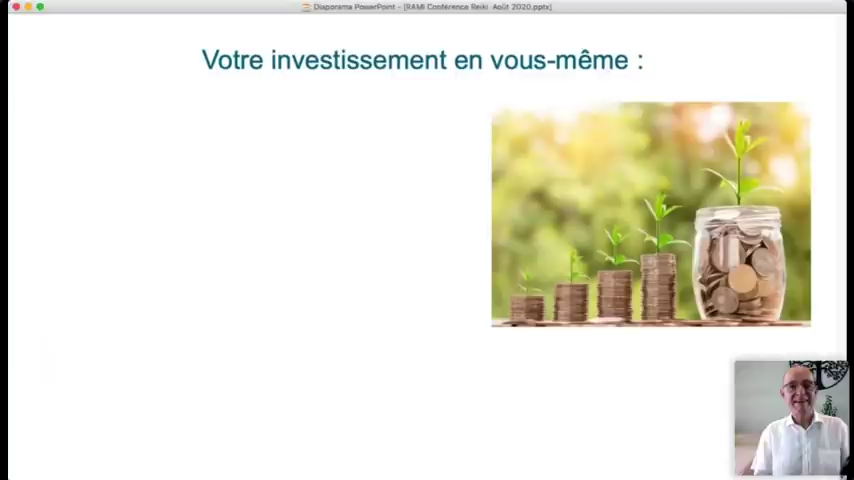 Diaporama PowerPoint - [RAMI Conférence Reiki Août 2020.pptx]
Votre investissement en vous-même :